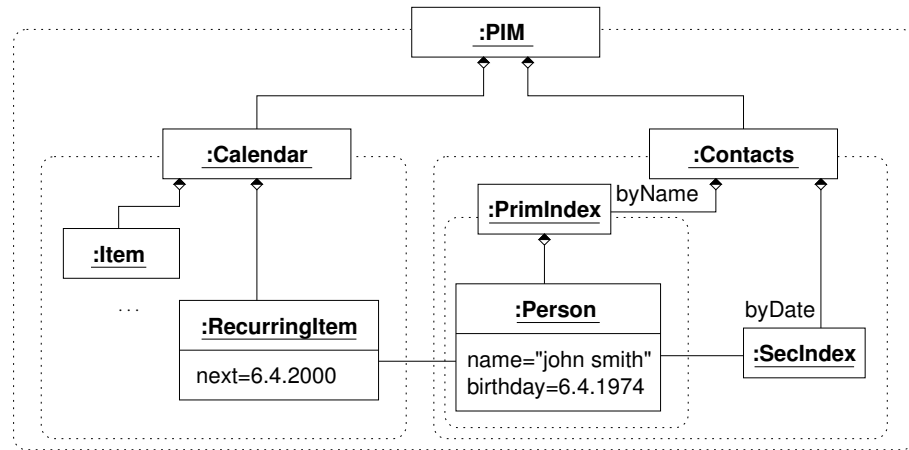 :PIM
:Calendar
:Contacts
:PrimIndex
byName
:Item
...
:RecurringItem
next=6.4.2000
:Person
name="john smith"
birthday=6.4.1974
byDate
:SecIndex